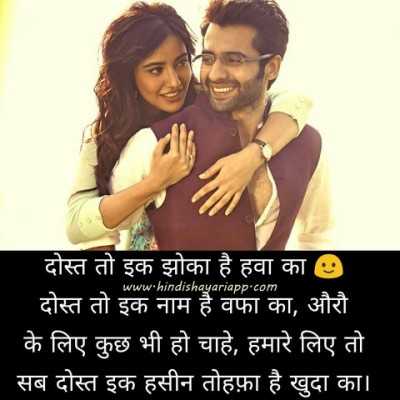 दोस्त तो इक झोका है हवा का 🙂
www.hindishayariapp.com
दोस्त तो इक नाम है वफा का, औरौ
के लिए कुछ भी हो चाहे, हमारे लिए तो
सब दोस्त इक हसीन तोहफ़ा है खुदा का।